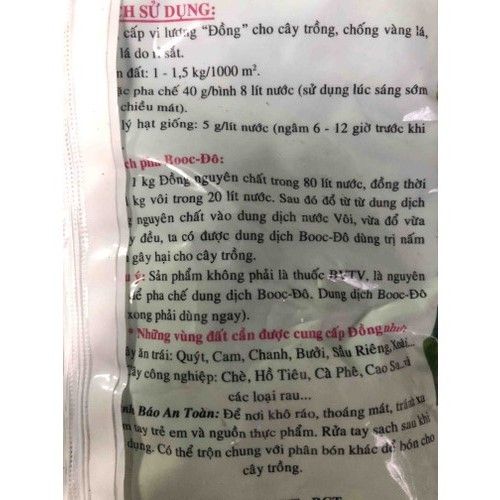 SỬ DỤNG:
cấp vi lượng "Đồng" cho cây trồng, chống vàng lá,
lá do sắt.
đất: 1 - 1,5 kg/1000 m².
pha chế 40 g/bình 8 lít nước (sử dụng lúc sáng sớm
chiều mát).
lý hạt giống: 5 g/lít nước (ngâm 6 - 12 giờ trước khi
pha Booc-Đô:
1 kg Đồng nguyên chất trong 80 lít nước, đồng thời
kg vôi trong 20 lít nước. Sau đó đổ từ từ dung dịch
nguyên chất vào dung dịch nước Vôi, vừa đổ vừa
đều, ta có được dung dịch Booc-Đô dùng trị nấm
gây hại cho cây trồng.
ý: Sản phẩm không phải là thuốc BVTV, là nguyên
để pha chế dung dịch Booc-Đô. Dung dịch Booc-Đô
xong phải dùng ngay).
* Những vùng đất cần được cung cấp Đồng như:
ăn trái: Quýt, Cam, Chanh, Bưởi, Sầu Riêng, Xoài...
Cây công nghiệp: Chè, Hồ Tiêu, Cà Phê, Cao Su..và
các loại rau...
Báo An Toàn: Để nơi khô ráo, thoáng mát, tránh xa
tay trẻ em và nguồn thực phẩm. Rửa tay sạch sau khi
dụng. Có thể trộn chung với phân bón khác để bón cho
cây trồng.